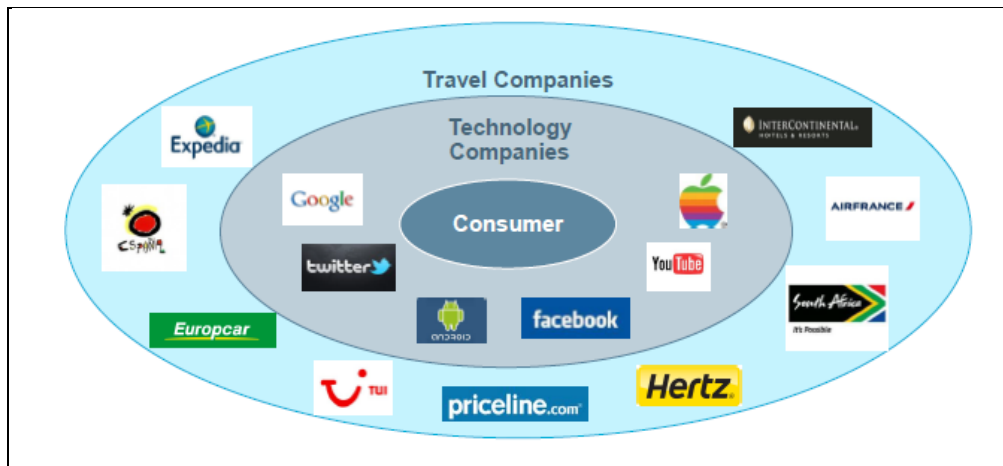 Travel Companies
Technology
Companies
Consumer
Expedia
INTERCONTINENTAL®
HOTELS & RESORTS
Google
ESPAÑA
AIRFRANCE
twitter
YouTube
ANDROID
facebook
South Africa
It's Possible
Europcar
TUI
priceline.com
Hertz